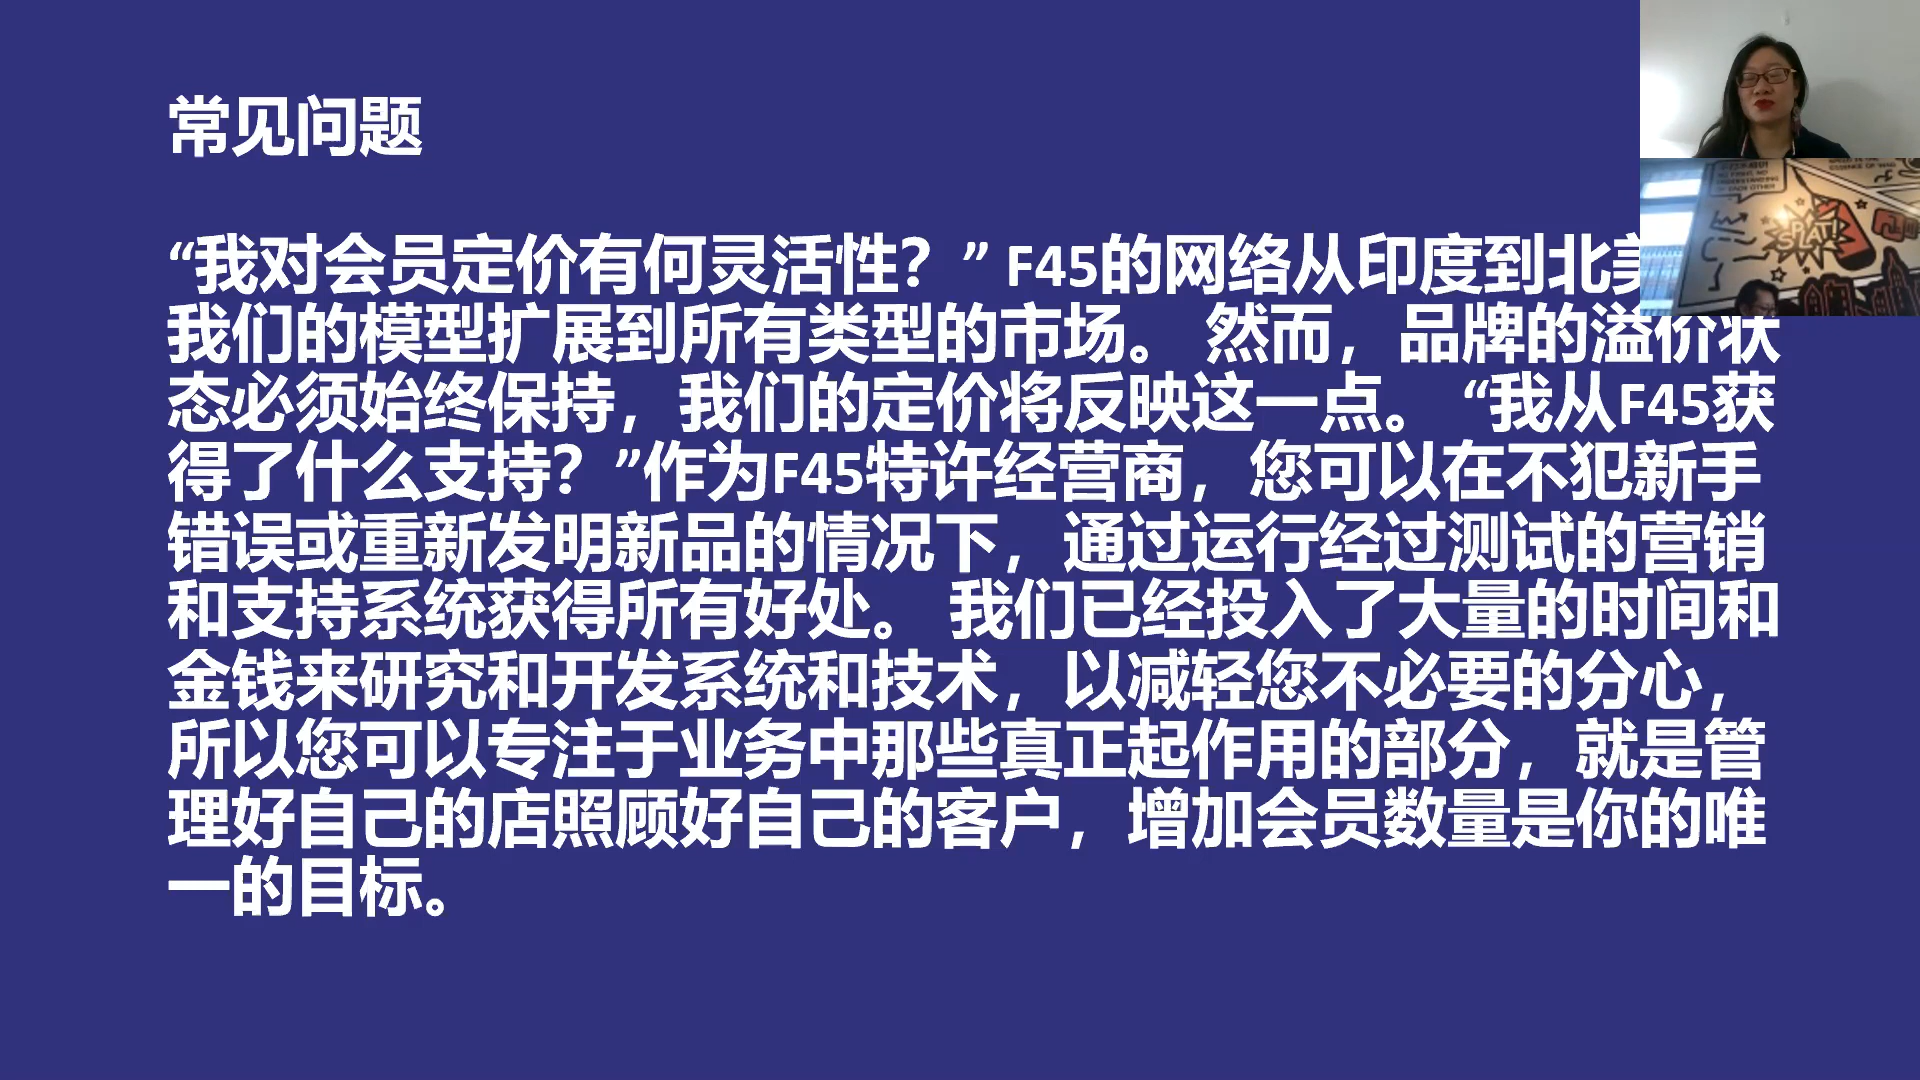 常见问题
“我对会员定价有何灵活性？” F45的网络从印度到北美
我们的模型扩展到所有类型的市场。 然而，品牌的溢价状
态必须始终保持，我们的定价将反映这一点。 “我从F45获
得了什么支持？”作为F45特许经营商，您可以在不犯新手
错误或重新发明新品的情况下，通过运行经过测试的营销
和支持系统获得所有好处。 我们已经投入了大量的时间和
金钱来研究和开发系统和技术，以减轻您不必要的分心，
所以您可以专注于业务中那些真正起作用的部分，就是管
理好自己的店照顾好自己的客户，增加会员数量是你的唯
一的目标。
SPLAT!